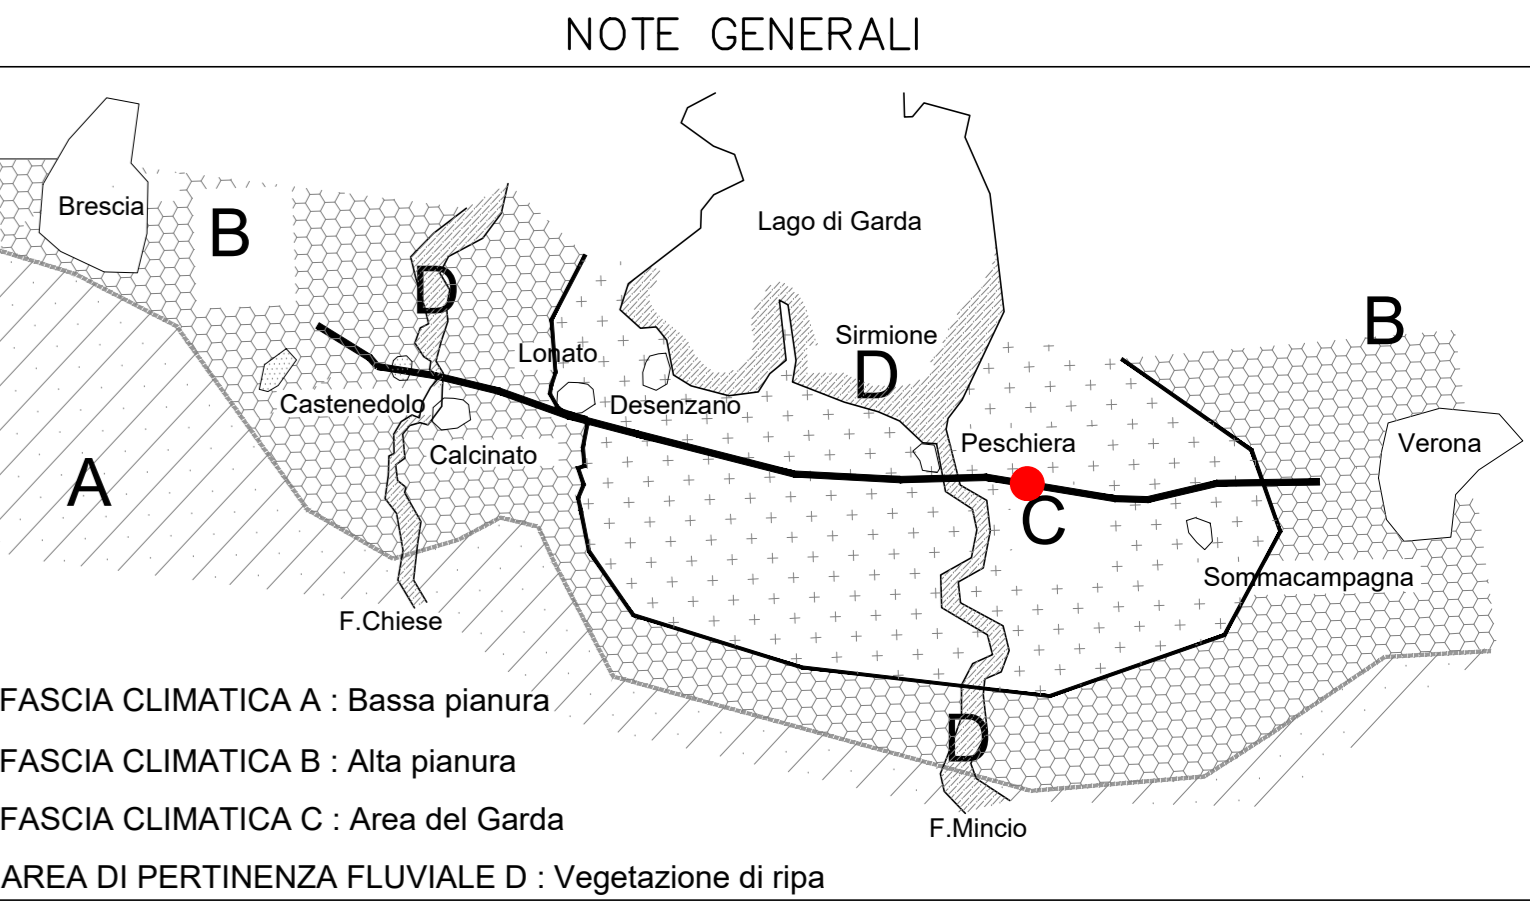 NOTE GENERALI
Brescia
B
Lago di Garda
D
B
Sirmione
Lonato
D
Castenedolo
Desenzano
Calcinato
Peschiera
Verona
A
C
Sommacampagna
F.Chiese
FASCIA CLIMATICA A : Bassa pianura
D
FASCIA CLIMATICA B : Alta pianura
FASCIA CLIMATICA C : Area del Garda
F.Mincio
AREA DI PERTINENZA FLUVIALE D : Vegetazione di ripa